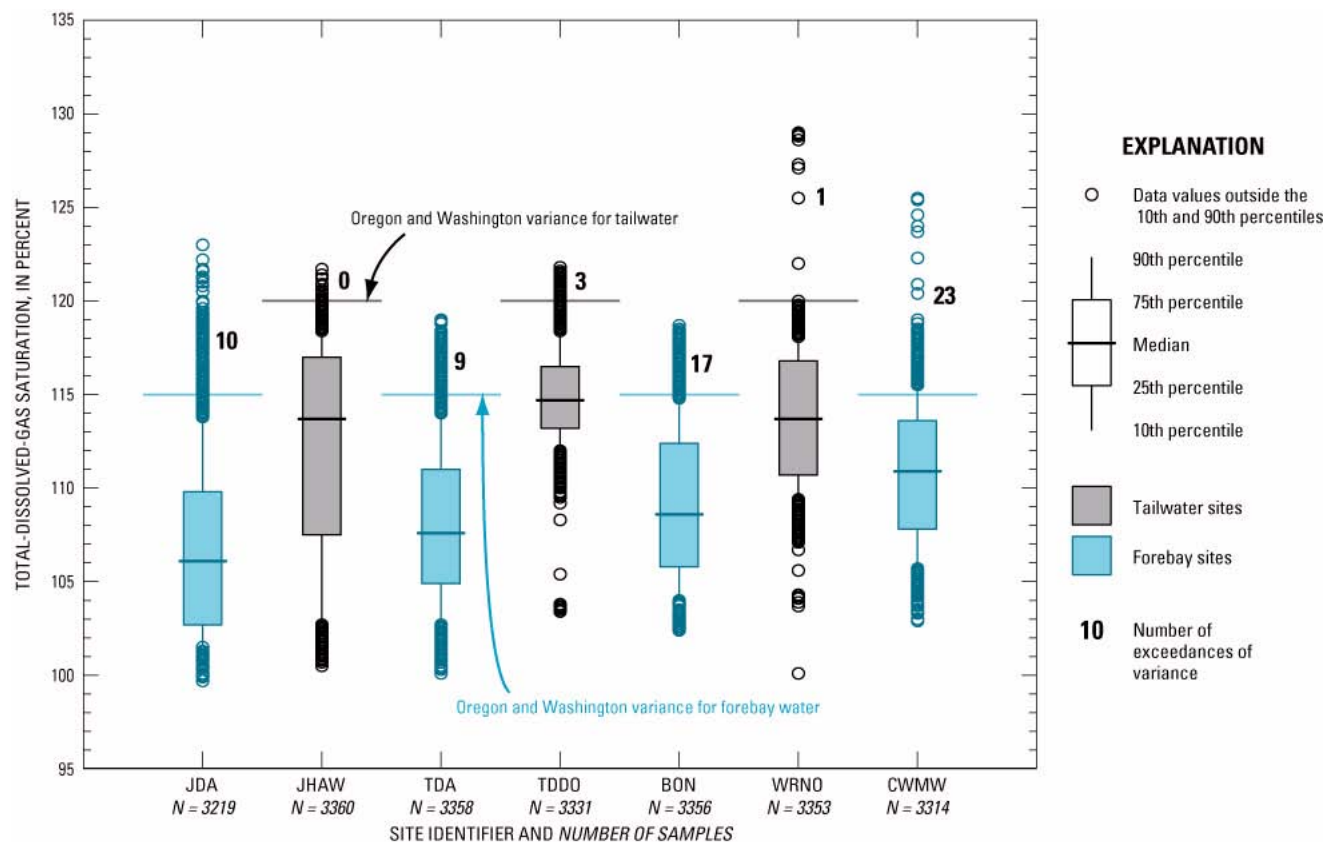 135
130
125
120
115
110
105
100
95
TOTAL-DISSOLVED-GAS SATURATION, IN PERCENT
Oregon and Washington variance for tailwater
10
0
9
3
17
1
23
Oregon and Washington variance for forebay water
JDA
N = 3219
JHAW
N = 3360
TDA
N = 3358
TDDO
N = 3331
BON
N = 3356
WRNO
N = 3353
CWMW
N = 3314
SITE IDENTIFIER AND NUMBER OF SAMPLES
EXPLANATION
Data values outside the
10th and 90th percentiles
90th percentile
75th percentile
Median
25th percentile
10th percentile
Tailwater sites
Forebay sites
10
Number of
exceedances of
variance